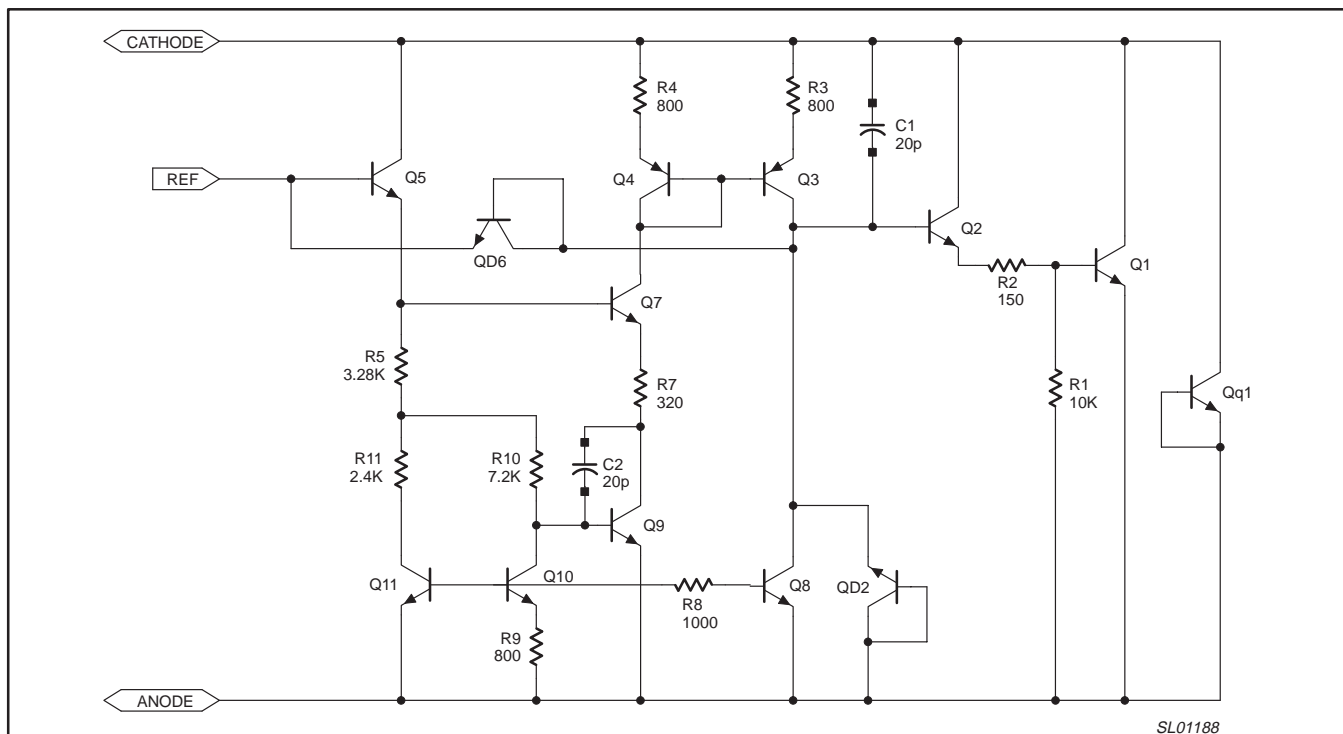 CATHODE
R4
800
R3
800
C1
20p
REF
Q5
Q4
Q3
QD6
Q2
R2
150
Q1
Q7
R5
3.28K
R7
320
R1
10K
Qq1
R11
2.4K
R10
7.2K
C2
20p
Q9
Q11
Q10
R8
1000
Q8
QD2
R9
800
ANODE
SL01188